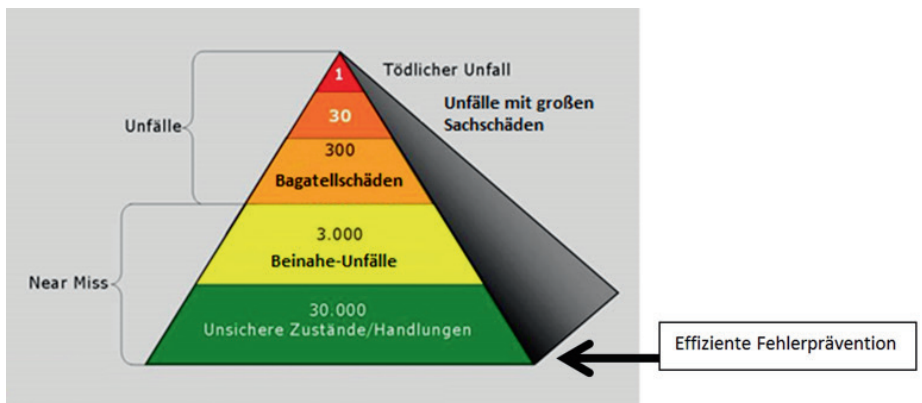 1
Tödlicher Unfall
30
Unfälle mit großen
Sachschäden
Unfälle
300
Bagatellschäden
3.000
Beinahe-Unfälle
Near Miss
30.000
Unsichere Zustände/Handlungen
Effiziente Fehlerprävention